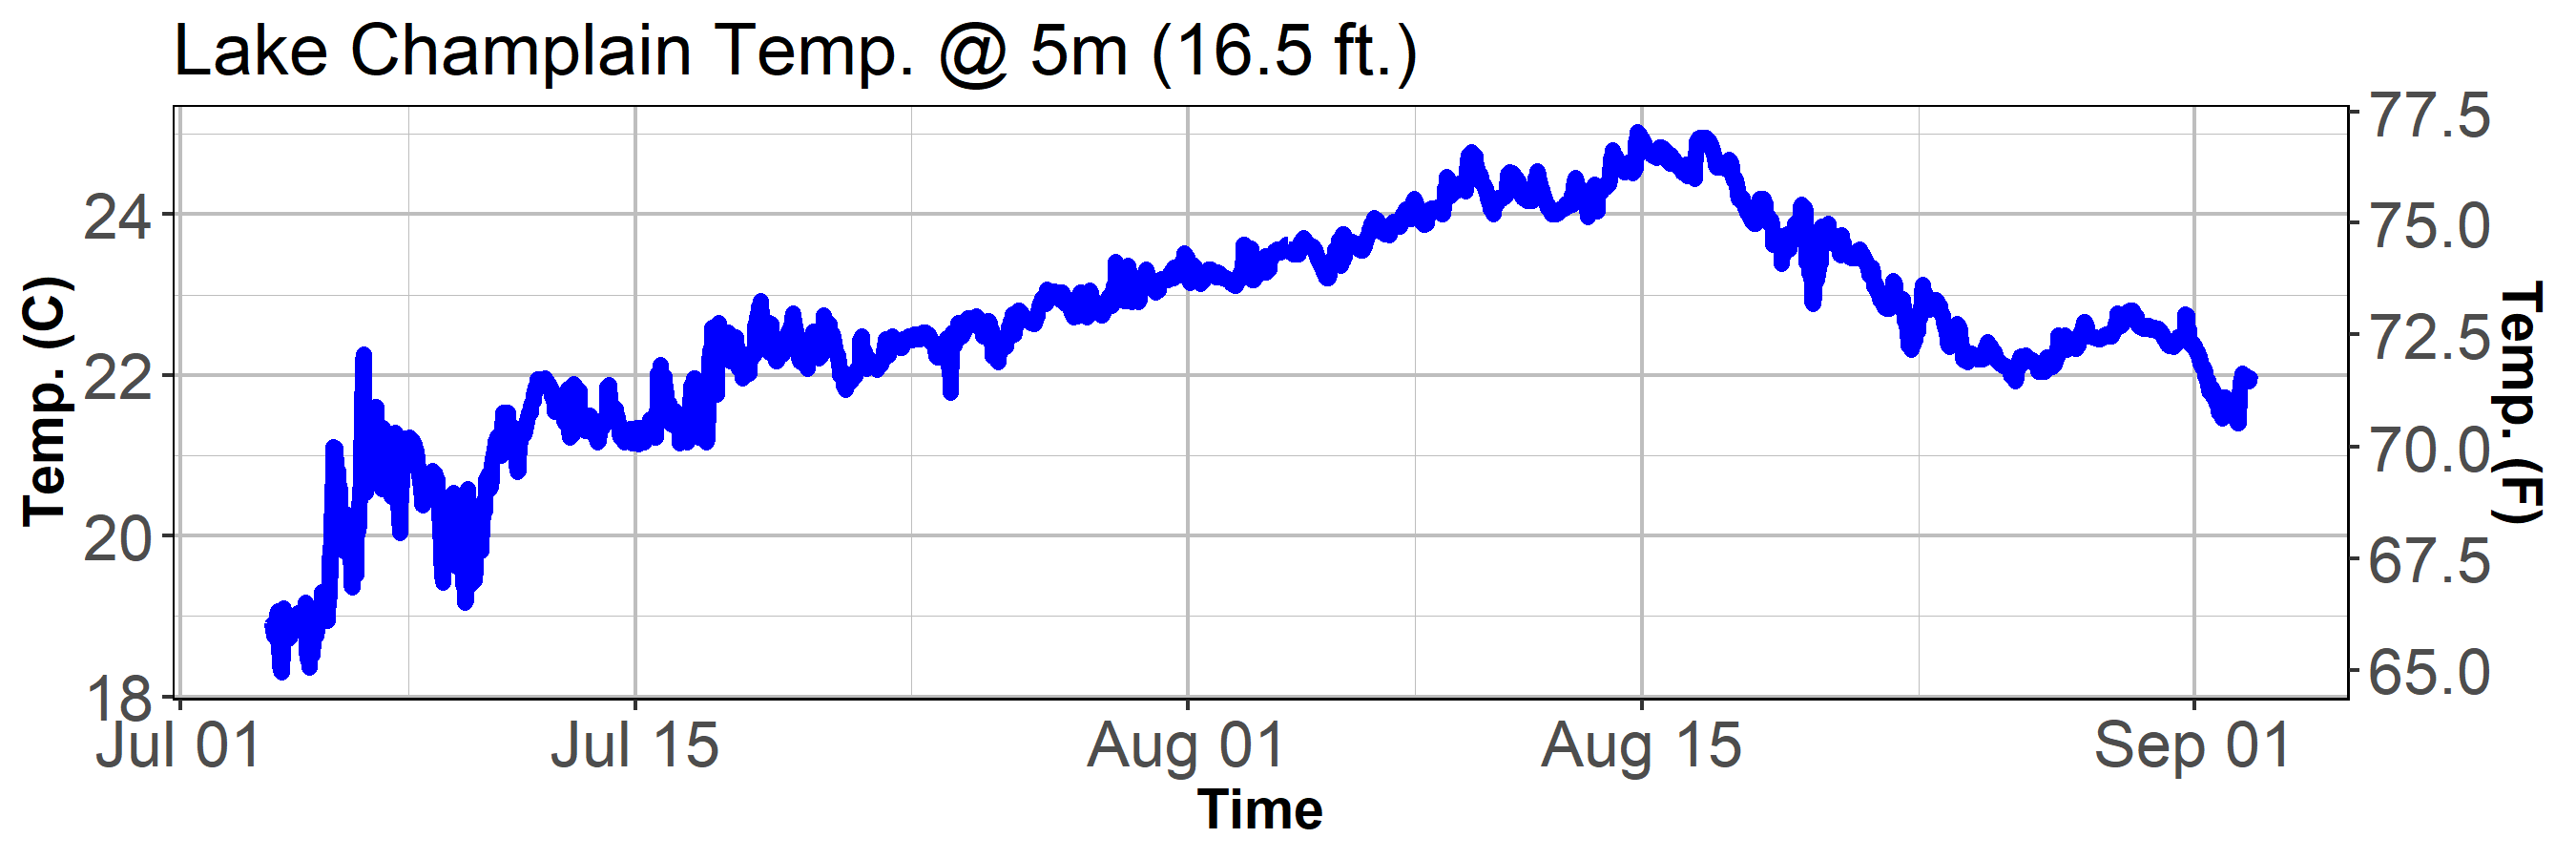 Lake Champlain Temp. @ 5m (16.5 ft.)
Temp. (C)
24
22
20
18
77.5
75.0
72.5
70.0
67.5
65.0
Temp. (F)
Jul 01 Jul 15 Aug 01 Aug 15 Sep 01
Time